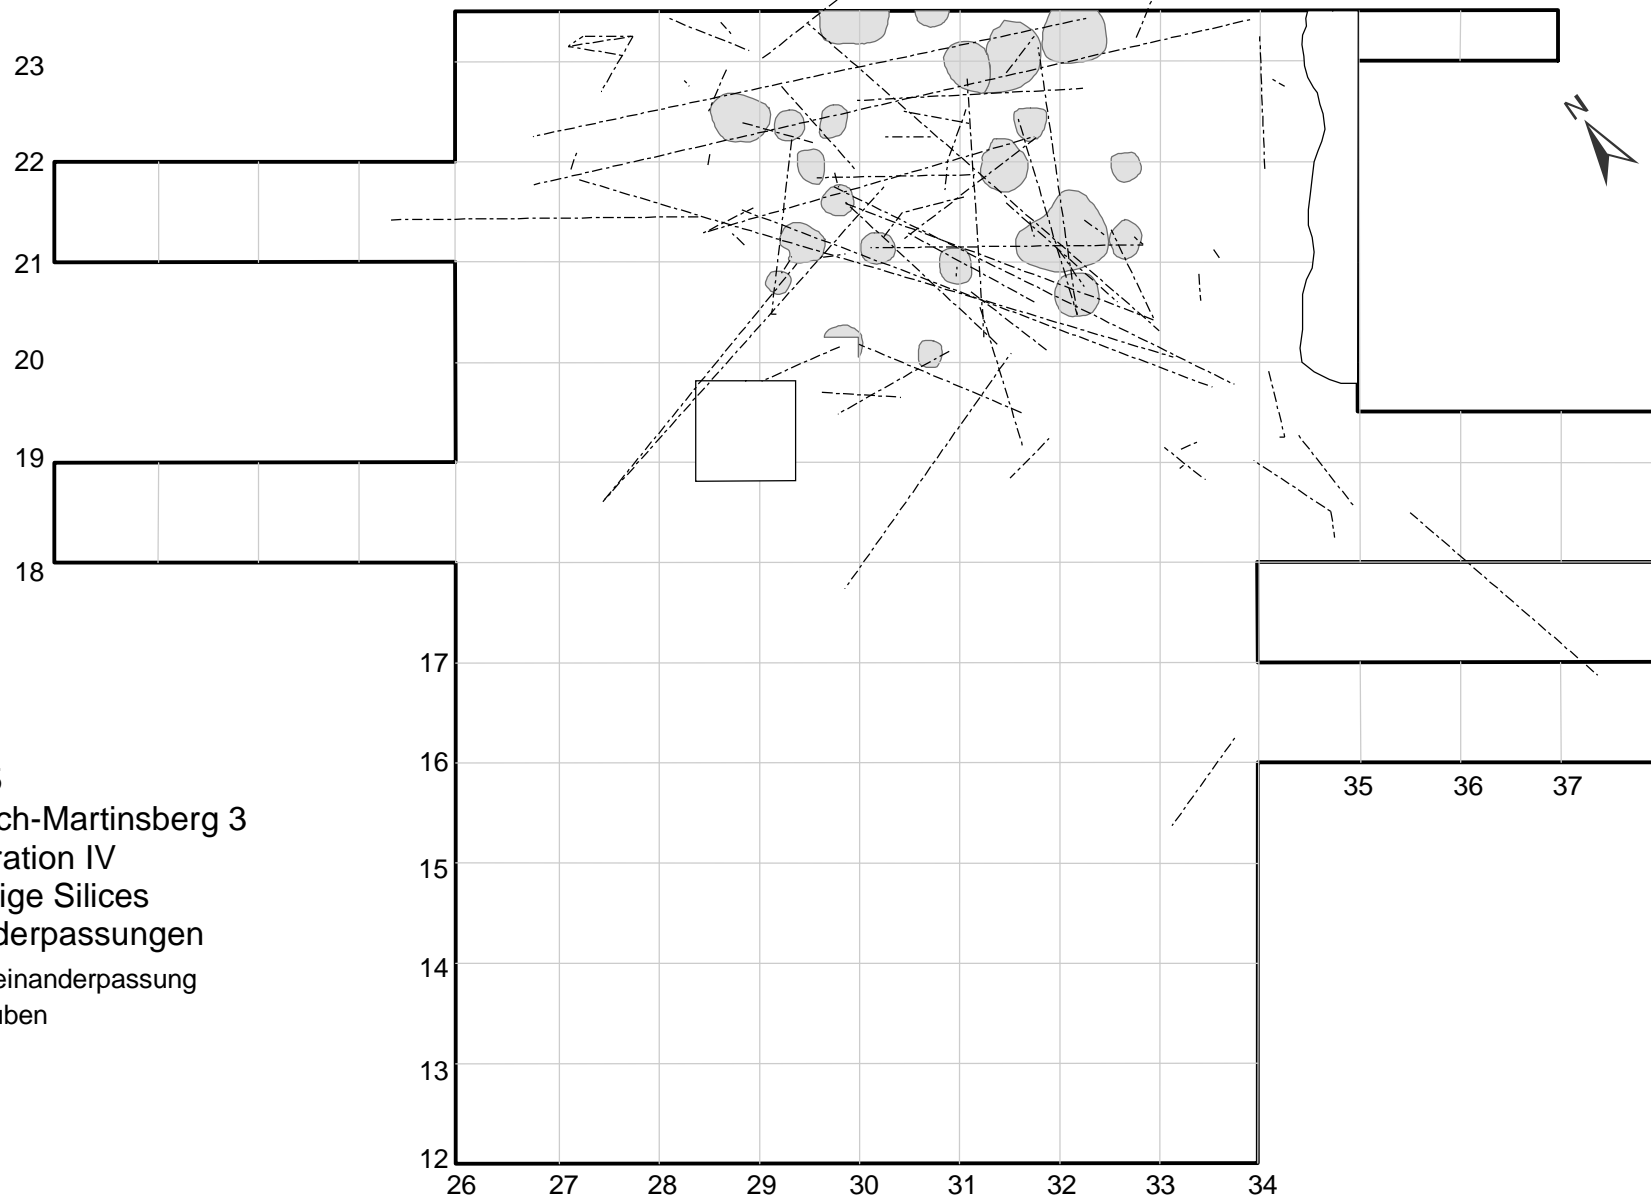 N
23
22
21
20
19
18
17
16
35 36 37
ch-Martinsberg 3
ration IV
15
ige Silices
derpassungen
14
einanderpassung
uben
13
12
26 27 28 29 30 31 32 33 34